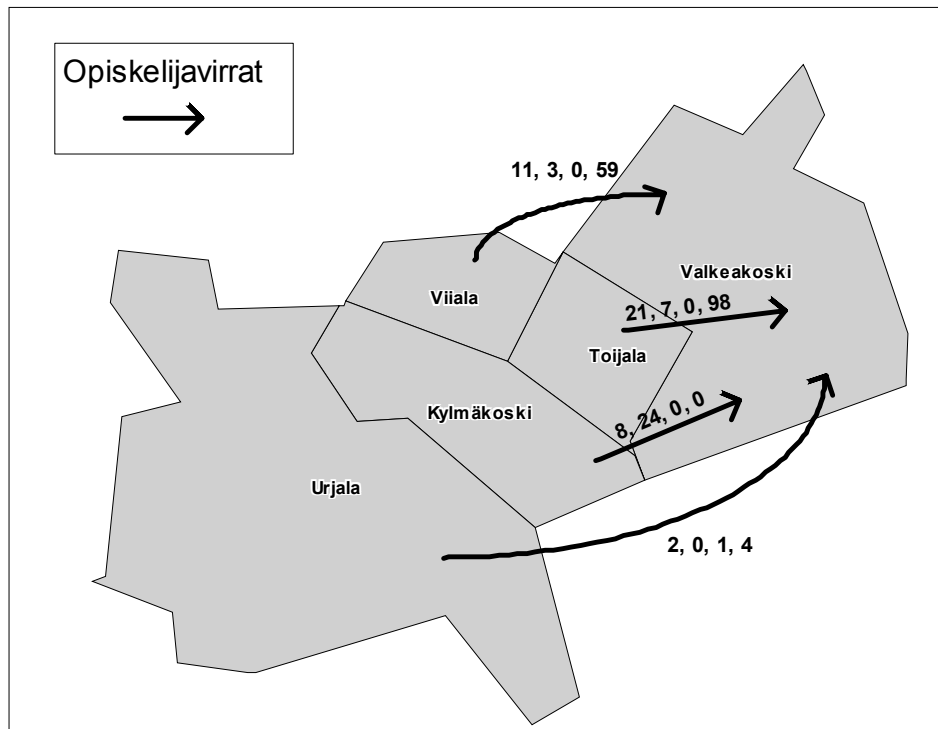 Opiskelijavirrat
11, 3, 0, 59
Valkeakoski
Viiala
21, 7, 0, 98
Toijala
Kylmäkoski
8, 24, 0, 0
Urjala
2, 0, 1, 4